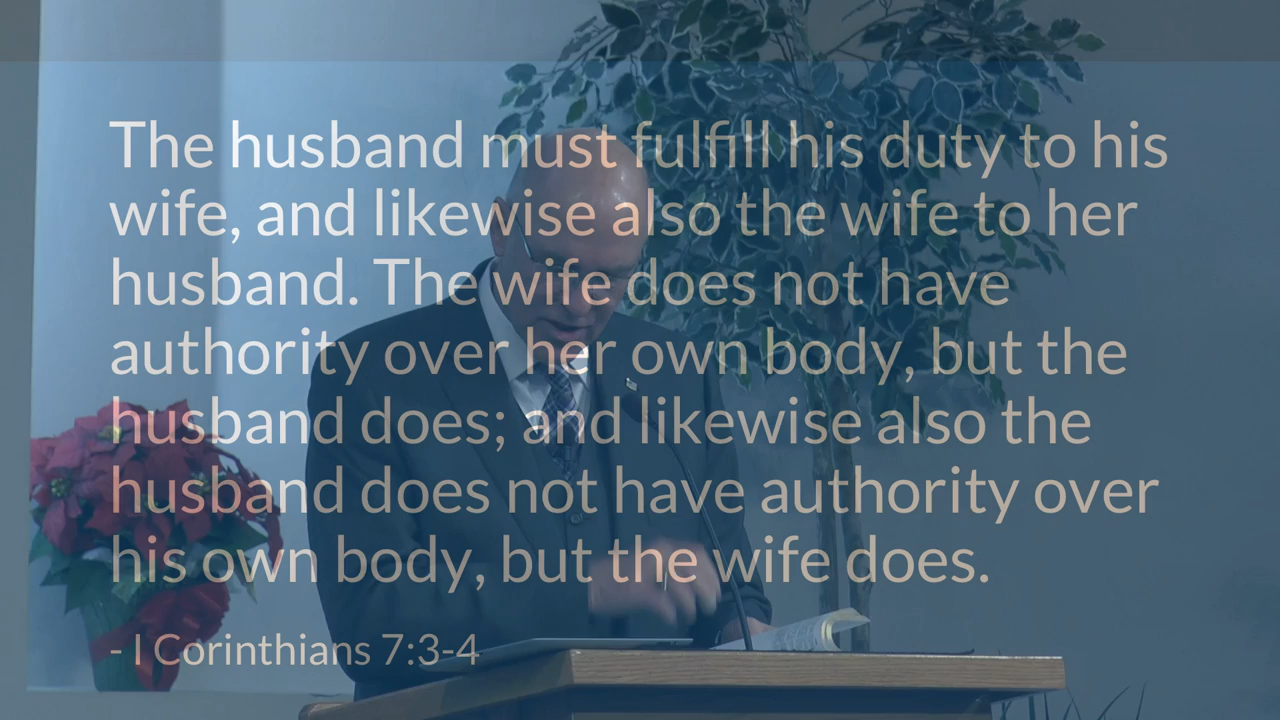 The husband must fulfill his duty to his
wife, and likewise also the wife to her
husband. The wife does not have
authority over her own body, but the
husband does; and likewise also the
husband does not have authority over
his own body, but the wife does.
- I Corinthians 7:3-4